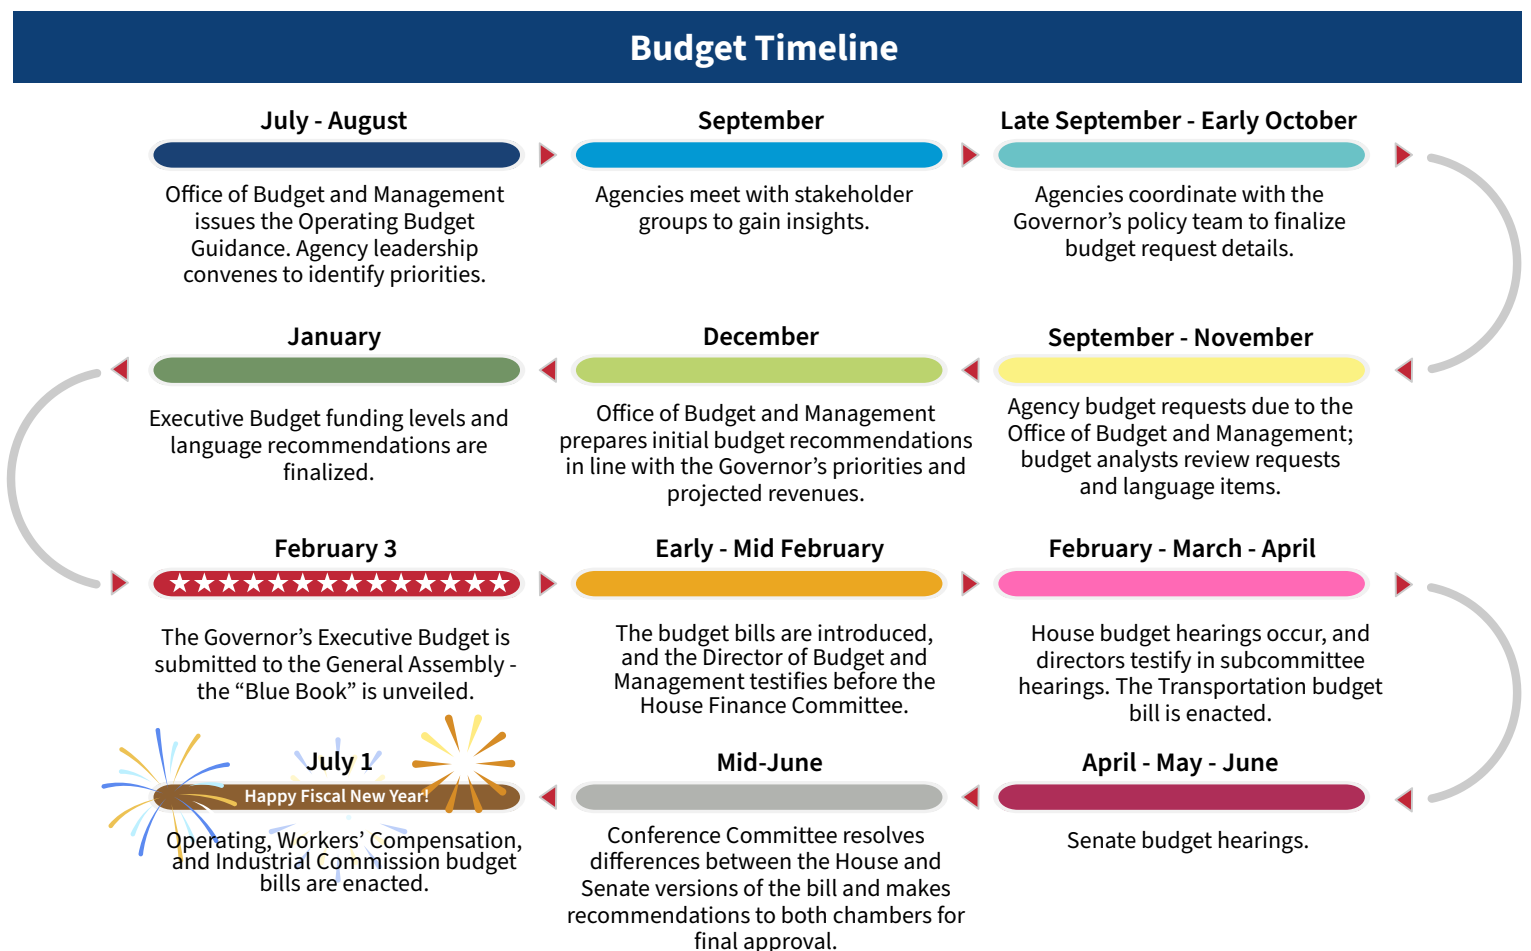 Budget Timeline
July - August
Office of Budget and Management
issues the Operating Budget
Guidance. Agency leadership
convenes to identify priorities.
September
Agencies meet with stakeholder
groups to gain insights.
Late September - Early October
Agencies coordinate with the
Governor’s policy team to finalize
budget request details.
September - November
Agency budget requests due to the
Office of Budget and Management;
budget analysts review requests
and language items.
December
Office of Budget and Management
prepares initial budget recommendations
in line with the Governor’s priorities and
projected revenues.
January
Executive Budget funding levels and
language recommendations are
finalized.
February 3
The Governor’s Executive Budget is
submitted to the General Assembly -
the “Blue Book” is unveiled.
Early - Mid February
The budget bills are introduced,
and the Director of Budget and
Management testifies before the
House Finance Committee.
February - March - April
House budget hearings occur, and
directors testify in subcommittee
hearings. The Transportation budget
bill is enacted.
April - May - June
Senate budget hearings.
Mid-June
Conference Committee resolves
differences between the House and
Senate versions of the bill and makes
recommendations to both chambers for
final approval.
July 1
Happy Fiscal New Year!
Operating, Workers’ Compensation,
and Industrial Commission budget
bills are enacted.